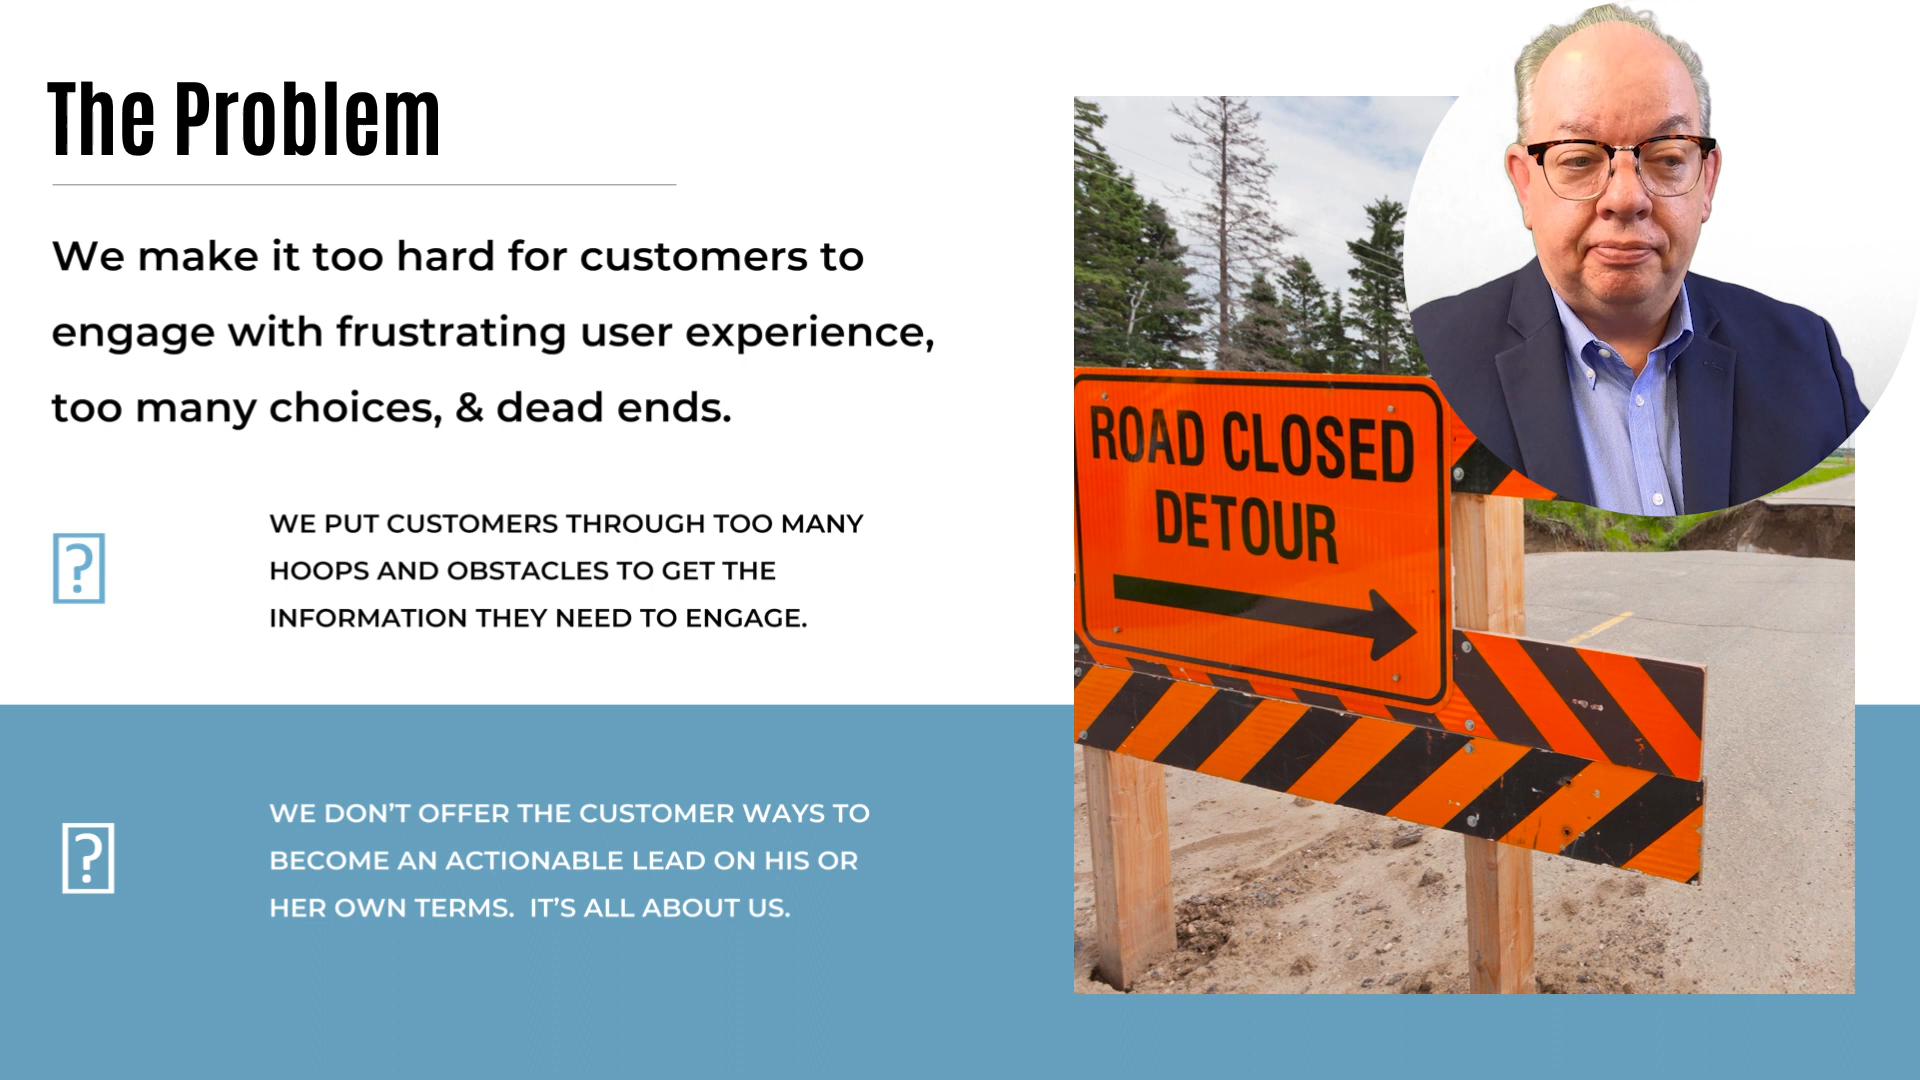 The Problem
We make it too hard for customers to
engage with frustrating user experience,
too many choices, & dead ends.
?
WE PUT CUSTOMERS THROUGH TOO MANY
HOOPS AND OBSTACLES TO GET THE
INFORMATION THEY NEED TO ENGAGE.
?
WE DON’T OFFER THE CUSTOMER WAYS TO
BECOME AN ACTIONABLE LEAD ON HIS OR
HER OWN TERMS.  IT’S ALL ABOUT US.
ROAD CLOSED
DETOUR